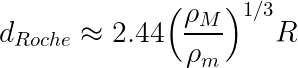 d_{Roche} ≈ 2.44 (ρ_M / ρ_m)^{1/3} R